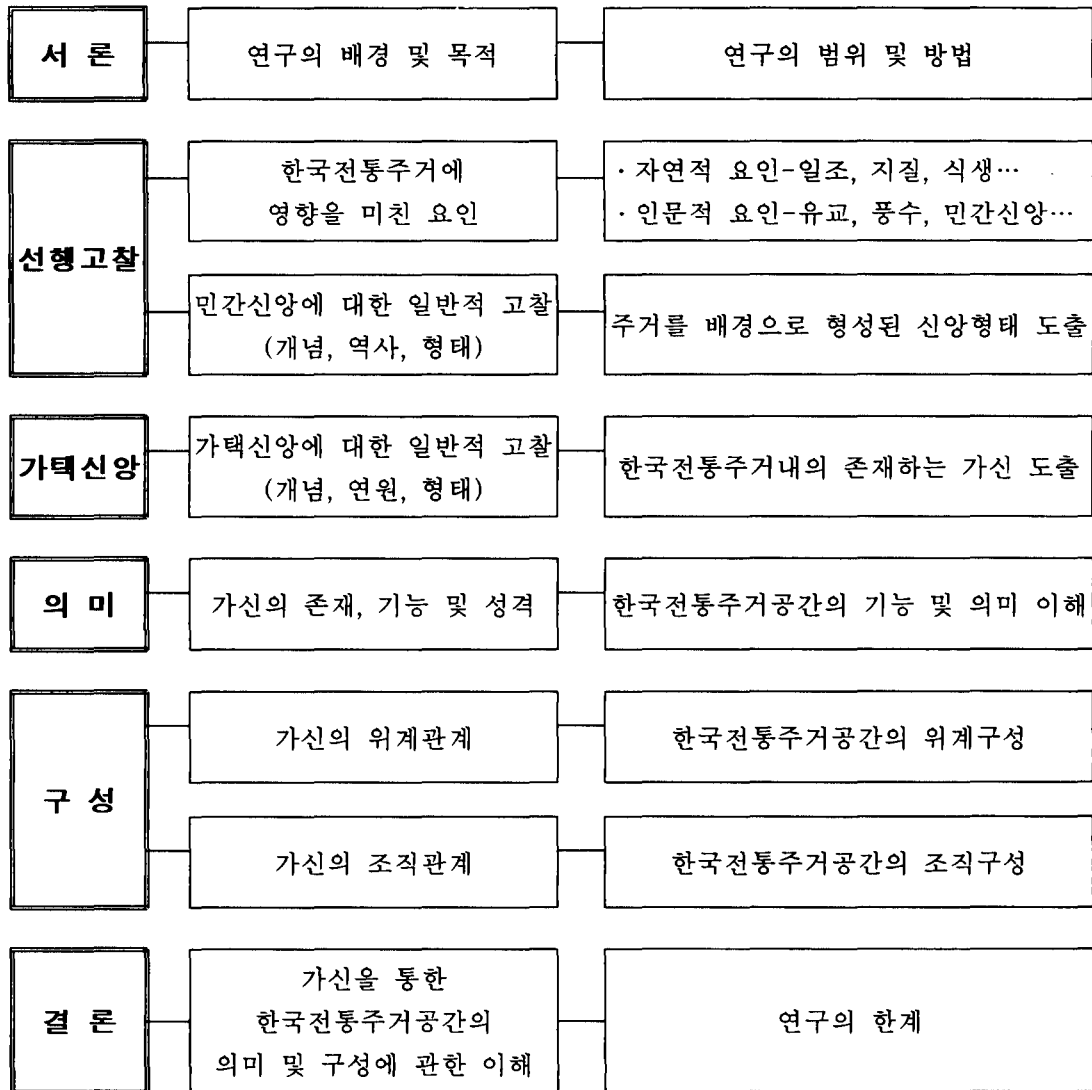 서 론
연구의 배경 및 목적
연구의 범위 및 방법
선행고찰
한국전통주거에
영향을 미친 요인
· 자연적 요인-일조, 지질, 식생…
· 인문적 요인-유교, 풍수, 민간신앙…
민간신앙에 대한 일반적 고찰
(개념, 역사, 형태)
주거를 배경으로 형성된 신앙형태 도출
가택신앙
가택신앙에 대한 일반적 고찰
(개념, 연원, 형태)
한국전통주거내의 존재하는 가신 도출
의 미
가신의 존재, 기능 및 성격
한국전통주거공간의 기능 및 의미 이해
구 성
가신의 위계관계
한국전통주거공간의 위계구성
가신의 조직관계
한국전통주거공간의 조직구성
결 론
가신을 통한
한국전통주거공간의
의미 및 구성에 관한 이해
연구의 한계